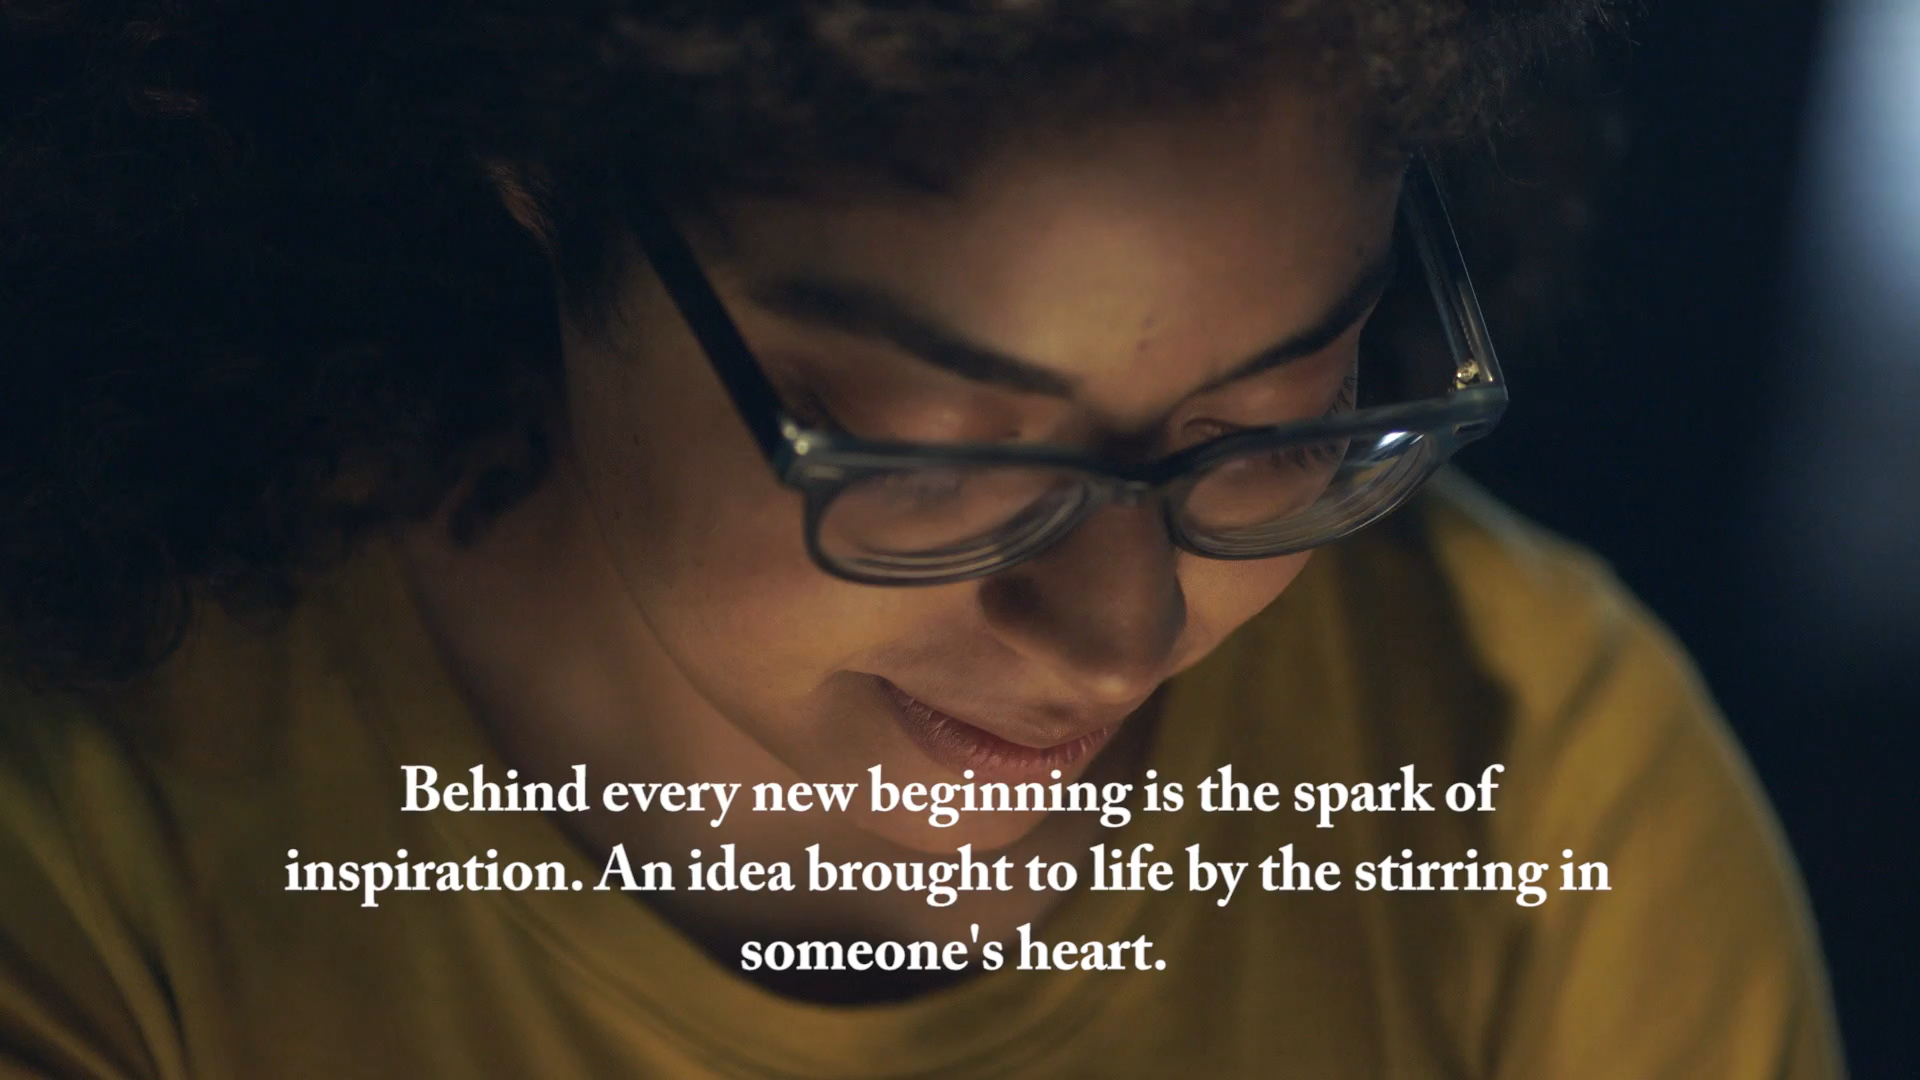 Behind every new beginning is the spark of
inspiration. An idea brought to life by the stirring in
someone's heart.